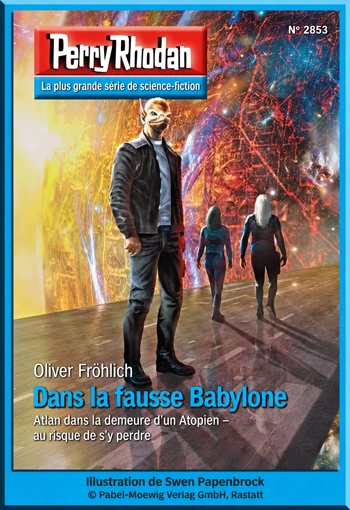 N° 2853
Perry Rhodan
La plus grande série de science-fiction
Oliver Fröhlich
Dans la fausse Babylone
Atlan dans la demeure d'un Atopien –
au risque de s'y perdre
Illustration de Swen Papenbrock
© Pabel-Moewig Verlag GmbH, Rastatt